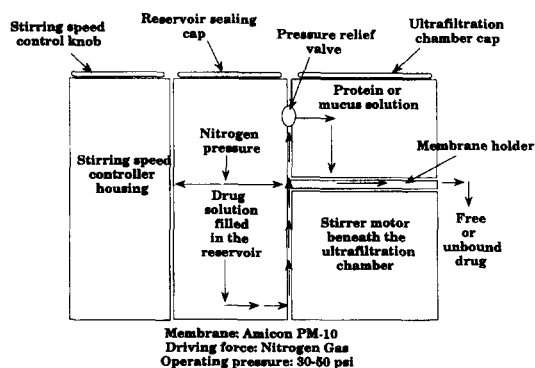 Stirring speed
control knob
Reservoir sealing
cap
Pressure relief
valve
Ultrafiltration
chamber cap
Protein or
mucus solution
Nitrogen
pressure
Membrane holder
Stirring speed
controller
housing
Drug
solution
filled
in the
reservoir
Stirrer motor
beneath the
ultrafiltration
chamber
Free
or
unbound
drug
Membrane: Amicon PM-10
Driving force: Nitrogen Gas
Operating pressure: 30-50 psi